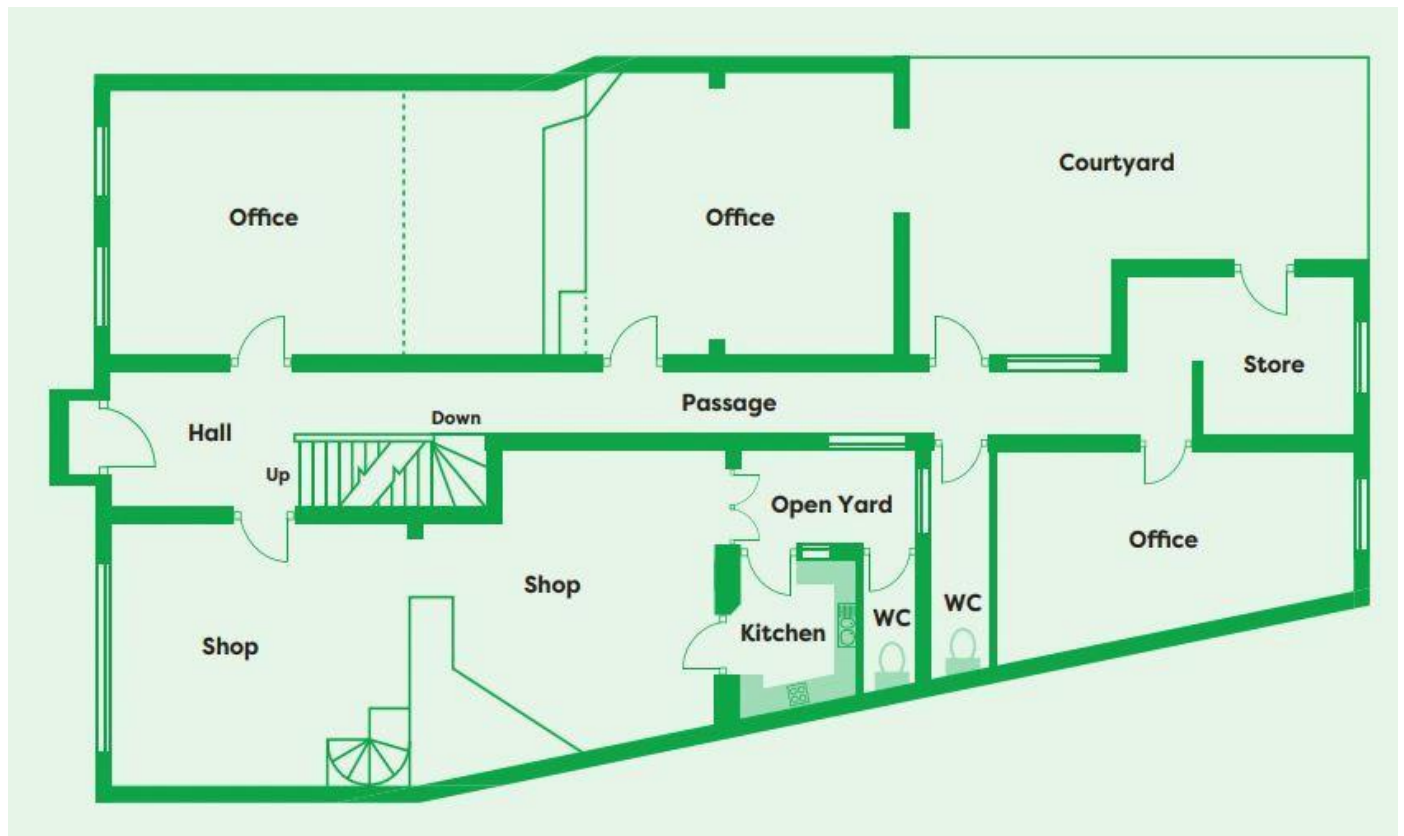 Courtyard
Office
Office
Store
Passage
Down
Hall
Up
Open Yard
Office
Shop
WC
WC
Kitchen
Shop